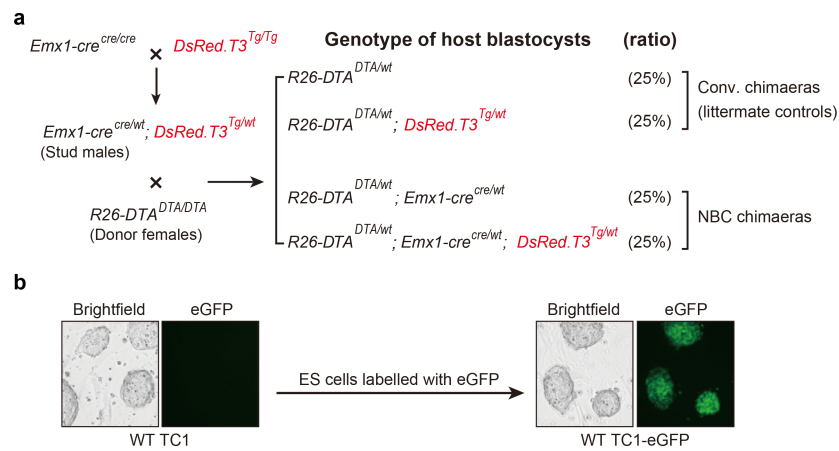 a
Emx1-cre^cre/cre × DsRed.T3^Tg/Tg
Emx1-cre^cre/wt; DsRed.T3^Tg/wt
(Stud males)
×
R26-DTA^DTA/DTA
(Donor females)
Genotype of host blastocysts (ratio)
R26-DTA^DTA/wt (25%)
R26-DTA^DTA/wt; DsRed.T3^Tg/wt (25%)
Conv. chimaeras
(littermate controls)
R26-DTA^DTA/wt; Emx1-cre^cre/wt (25%)
R26-DTA^DTA/wt; Emx1-cre^cre/wt; DsRed.T3^Tg/wt (25%)
NBC chimaeras
b
Brightfield eGFP
WT TC1
ES cells labelled with eGFP
Brightfield eGFP
WT TC1-eGFP